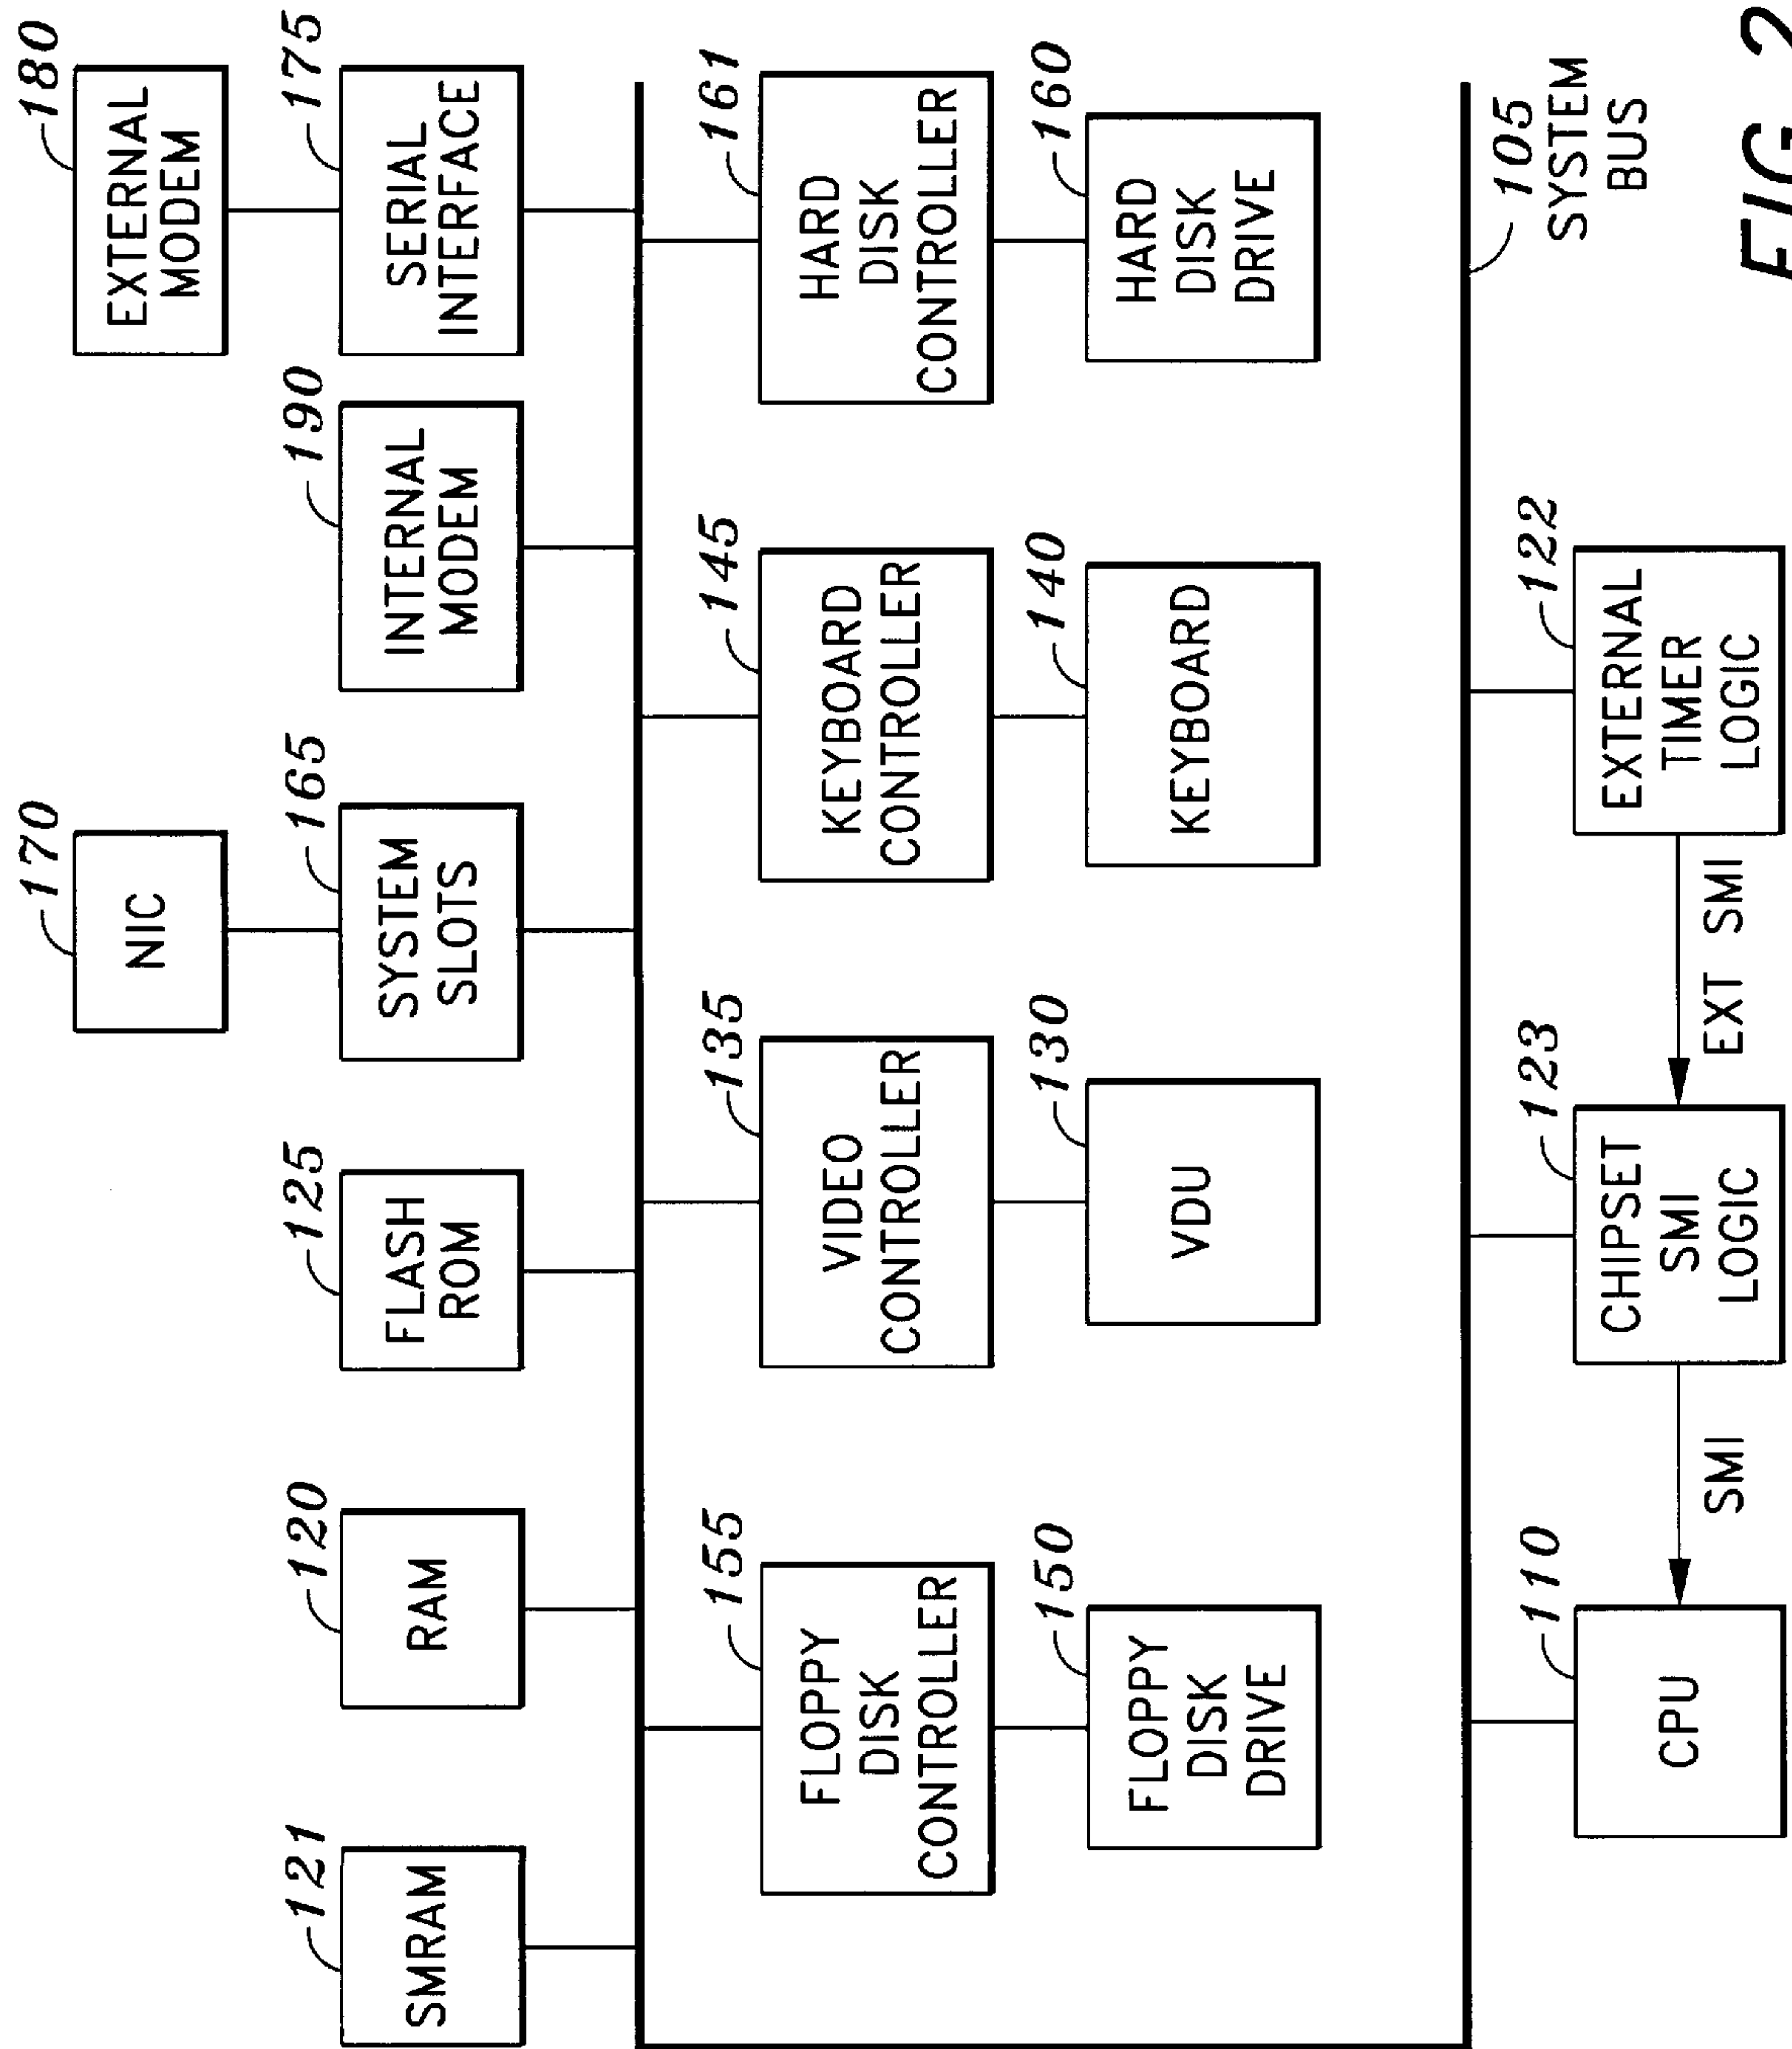 170
NIC
180
EXTERNAL
MODEM
121
SMRAM
120
RAM
125
FLASH
ROM
165
SYSTEM
SLOTS
190
INTERNAL
MODEM
175
SERIAL
INTERFACE
155
FLOPPY
DISK
CONTROLLER
135
VIDEO
CONTROLLER
145
KEYBOARD
CONTROLLER
161
HARD
DISK
CONTROLLER
150
FLOPPY
DISK
DRIVE
130
VDU
140
KEYBOARD
160
HARD
DISK
DRIVE
105
SYSTEM
BUS
110
CPU
SMI
123
CHIPSET
SMI
LOGIC
EXT SMI
122
EXTERNAL
TIMER
LOGIC
FIG 2